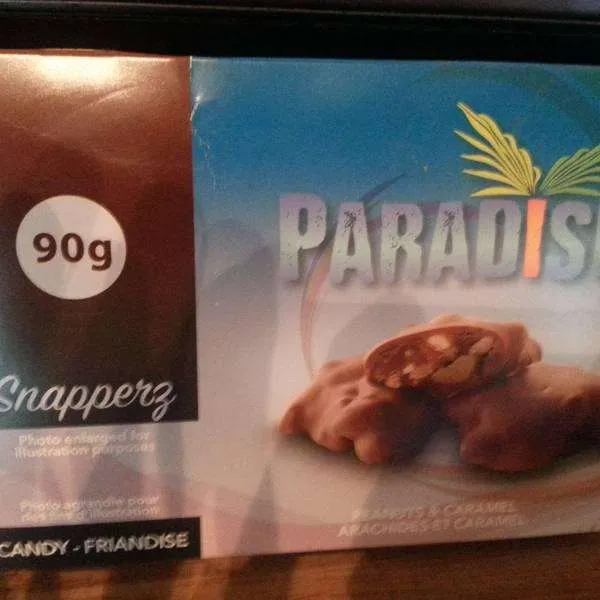 90g
Snapperz
Photo enlarged for
illustration purposes
Photo agrandie pour
des fins d'illustration
CANDY - FRIANDISE
PARADIS
PEANUTS & CARAMEL
ARACHIDES ET CARAMEL